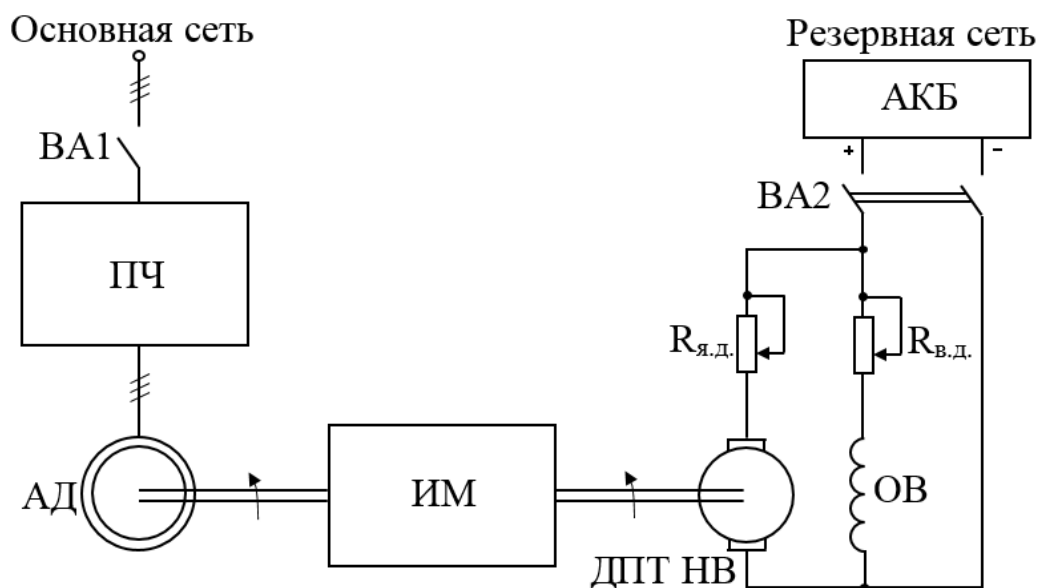 Основная сеть
Резервная сеть
АКБ
+
-
ВА1
ВА2
ПЧ
Rя.д.
Rв.д.
АД
ИМ
ОВ
ДПТ НВ